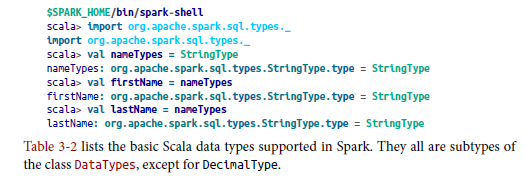 $SPARK_HOME/bin/spark-shell
scala> import org.apache.spark.sql.types._
import org.apache.spark.sql.types._
scala> val nameTypes = StringType
nameTypes: org.apache.spark.sql.types.StringType.type = StringType
scala> val firstName = nameTypes
firstName: org.apache.spark.sql.types.StringType.type = StringType
scala> val lastName = nameTypes
lastName: org.apache.spark.sql.types.StringType.type = StringType
Table 3-2 lists the basic Scala data types supported in Spark. They all are subtypes of
the class DataTypes, except for DecimalType.